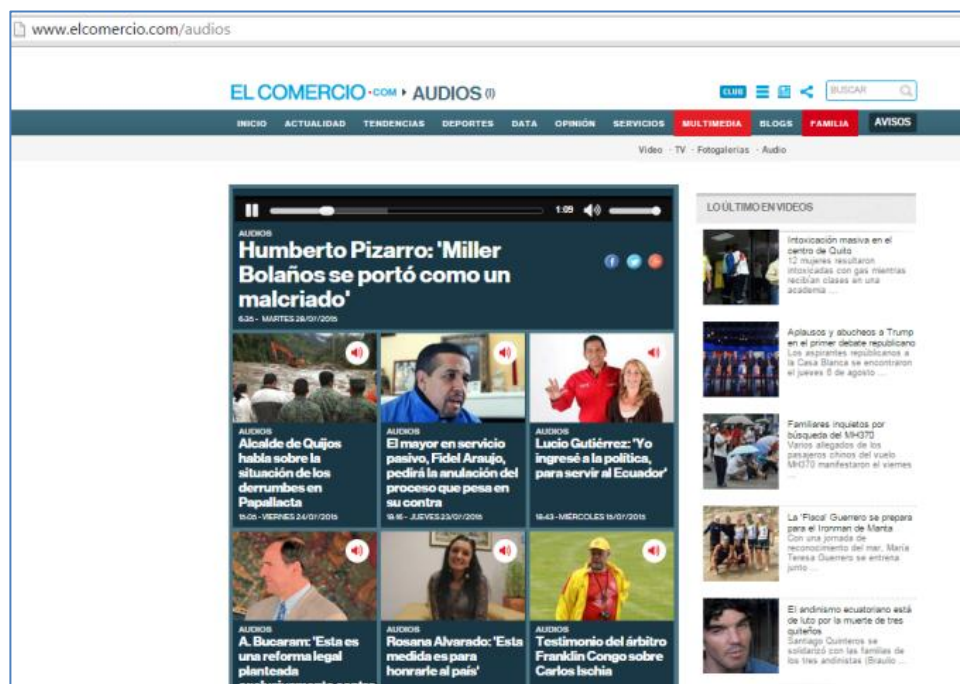 www.elcomercio.com/audios
EL COMERCIO .COM AUDIOS (I)
CLUB
BUSCAR
INICIO ACTUALIDAD TENDENCIAS DEPORTES DATA OPINIÓN SERVICIOS MULTIMEDIA BLOGS FAMILIA AVISOS
Video · TV · Fotogalerías · Audio
1:09
AUDIOS
Humberto Pizarro: 'Miller
Bolaños se portó como un
malcriado'
MARTES 28/07/2015
AUDIOS
Alcalde de Quijos
habla sobre la
situación de los
derrumbes en
Papallacta
15:05 - VIERNES 24/07/2015
AUDIOS
El mayor en servicio
pasivo, Fidel Araujo,
pedirá la anulación del
proceso que pesa en
su contra
18:16 - JUEVES 23/07/2015
AUDIOS
Lucio Gutiérrez: 'Yo
ingresé a la política,
para servir al Ecuador'
18:43 - MIÉRCOLES 15/07/2015
AUDIOS
A. Bucaram: 'Esta es
una reforma legal
planteada
AUDIOS
Rosana Alvarado: 'Esta
medida es para
honrarle al país'
AUDIOS
Testimonio del árbitro
Franklin Congo sobre
Carlos Ischia
LO ÚLTIMO EN VIDEOS
Intoxicación masiva en el
centro de Quito
12 mujeres resultaron
intoxicadas con gas mientras
recibían clases en una
academia ...
Aplausos y abucheos a Trump
en el primer debate republicano
Los aspirantes republicanos a
la Casa Blanca se encontraron
el jueves 6 de agosto ...
Familiares inquietos por
búsqueda del MH370
Varios allegados de los
pasajeros chinos del vuelo
MH370 manifestaron el viernes
...
La 'Flaca' Guerrero se prepara
para el Ironman de Manta
Con una jornada de
reconocimiento del mar, María
Teresa Guerrero se entrena
junto ...
El andinismo ecuatoriano está
de luto por la muerte de tres
quiteños
Santiago Quinteros se
solidarizó con las familias de
los tres andinistas (Braulio ...